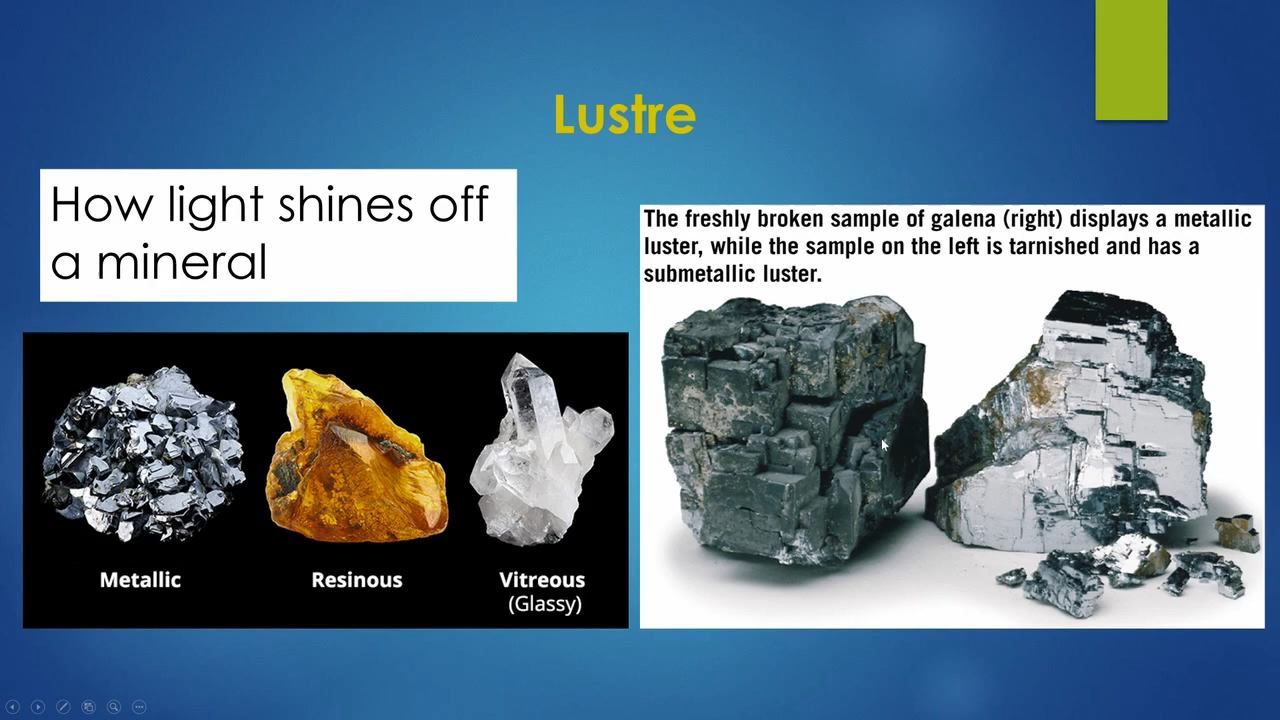 Lustre
How light shines off
a mineral
The freshly broken sample of galena (right) displays a metallic
luster, while the sample on the left is tarnished and has a
submetallic luster.
Metallic
Resinous
Vitreous
(Glassy)